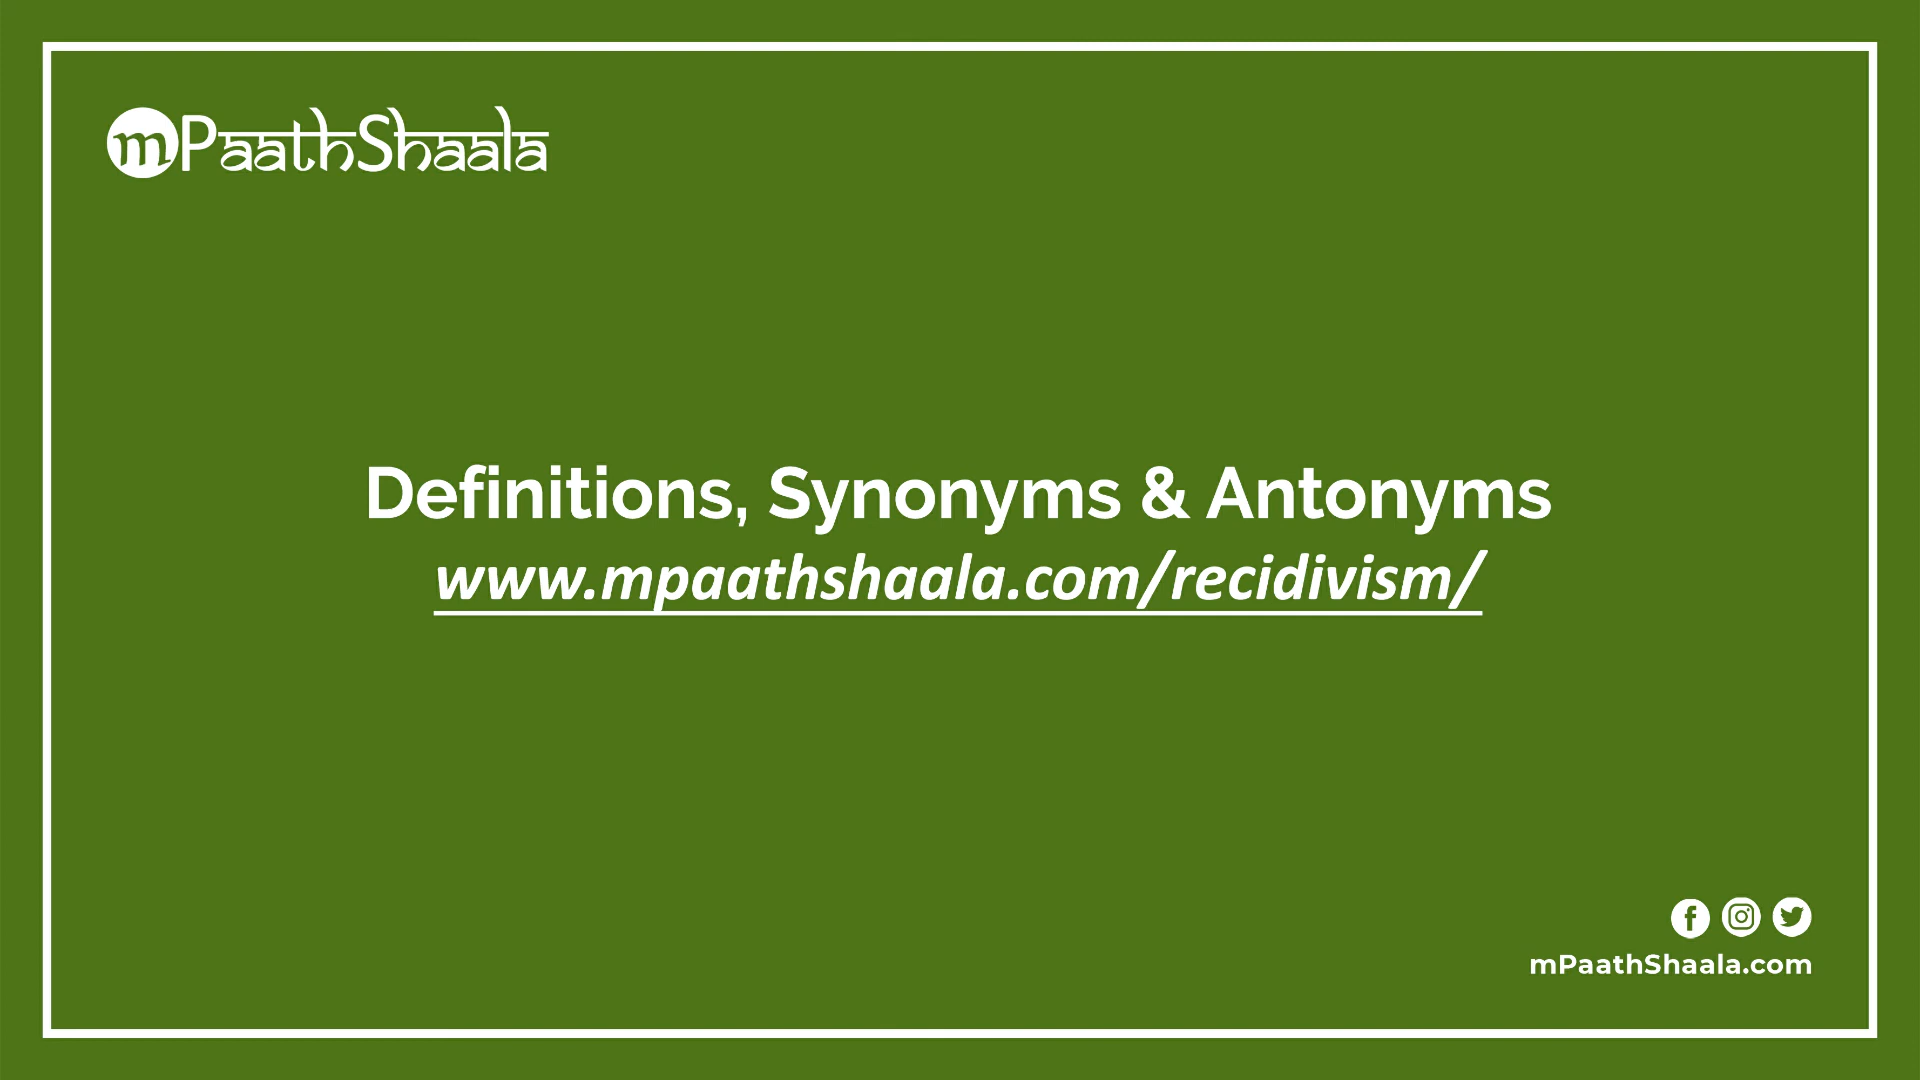 mPaathShaala
Definitions, Synonyms & Antonyms
www.mpaathshaala.com/recidivism/
mPaathShaala.com